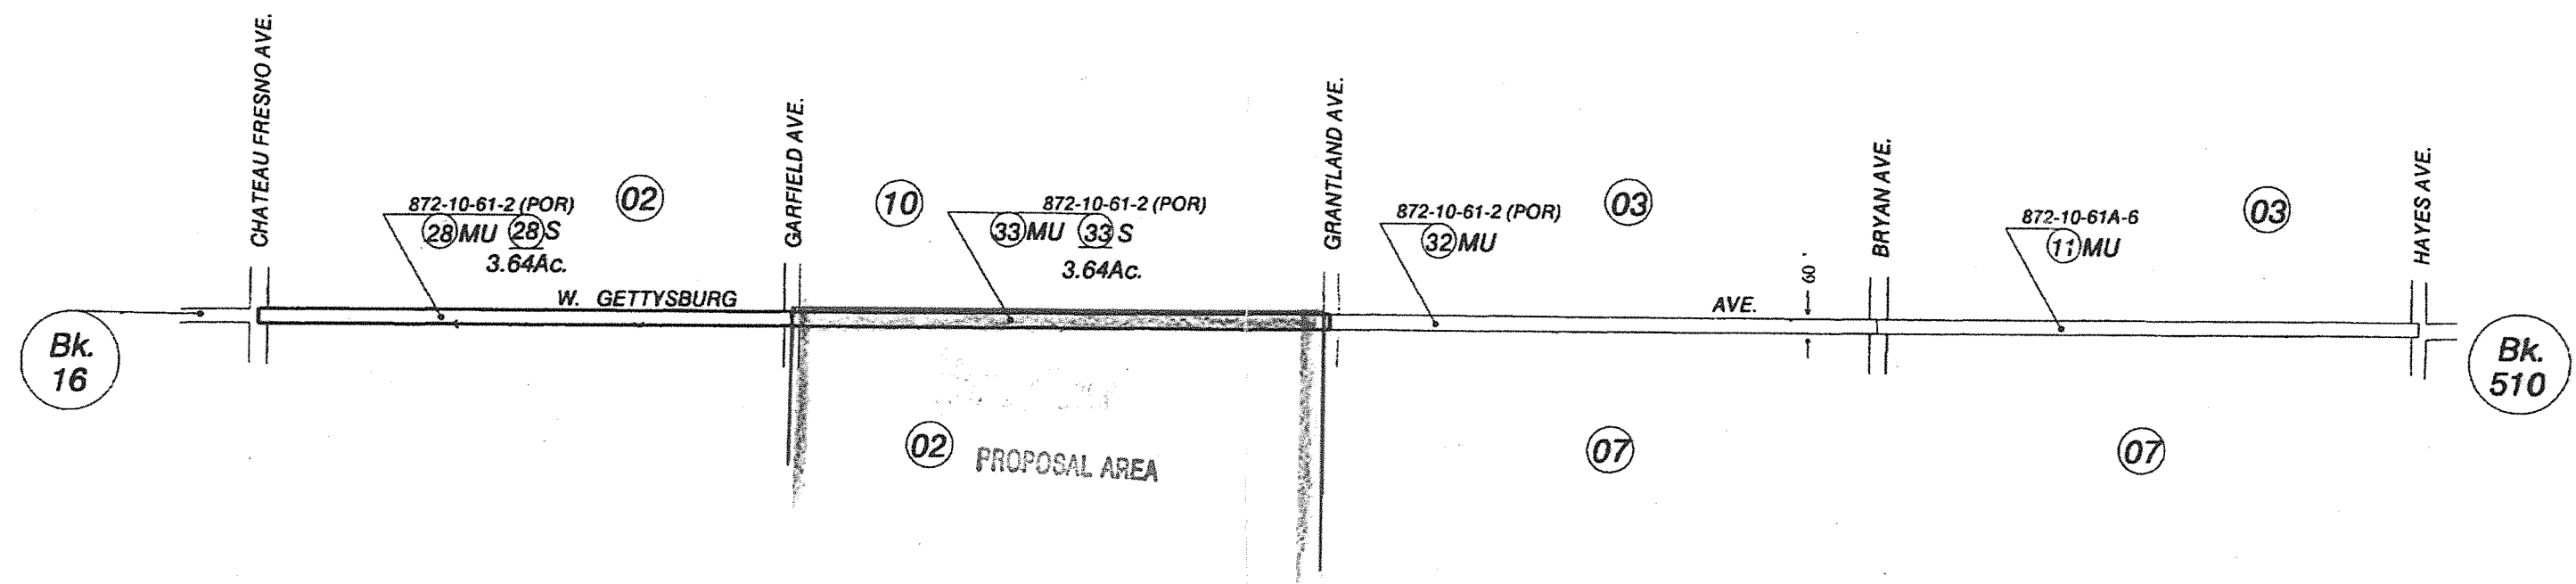 CHATEAU FRESNO AVE.
GARFIELD AVE.
GRANTLAND AVE.
BRYAN AVE.
HAYES AVE.
872-10-61-2 (POR)
28 MU 28 S
3.64Ac.
02
10
872-10-61-2 (POR)
33 MU 33 S
3.64Ac.
872-10-61-2 (POR)
32 MU
03
872-10-61A-6
11 MU
03
W. GETTYSBURG
AVE.
60'
Bk.
16
Bk.
510
02
PROPOSAL AREA
07
07